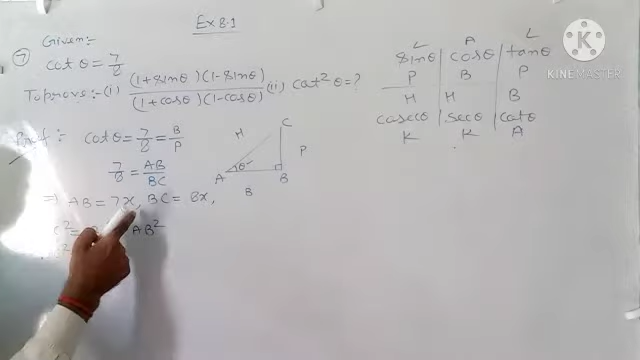 Ex 8.1
Given:-
⑦ cot θ = 7/8
To prove :- (i) (1+sinθ)(1-sinθ)/(1+cosθ)(1-cosθ) (ii) cot²θ = ?
Proof :- cotθ = 7/8 = B/P
7/8 = AB/BC
⇒ AB = 7x, BC = 8x,
AB²
C
H
P
θ
A
B
B
L A L
sinθ cosθ tanθ
P B P
H H B
cosecθ secθ cotθ
K K A
KINEMASTER